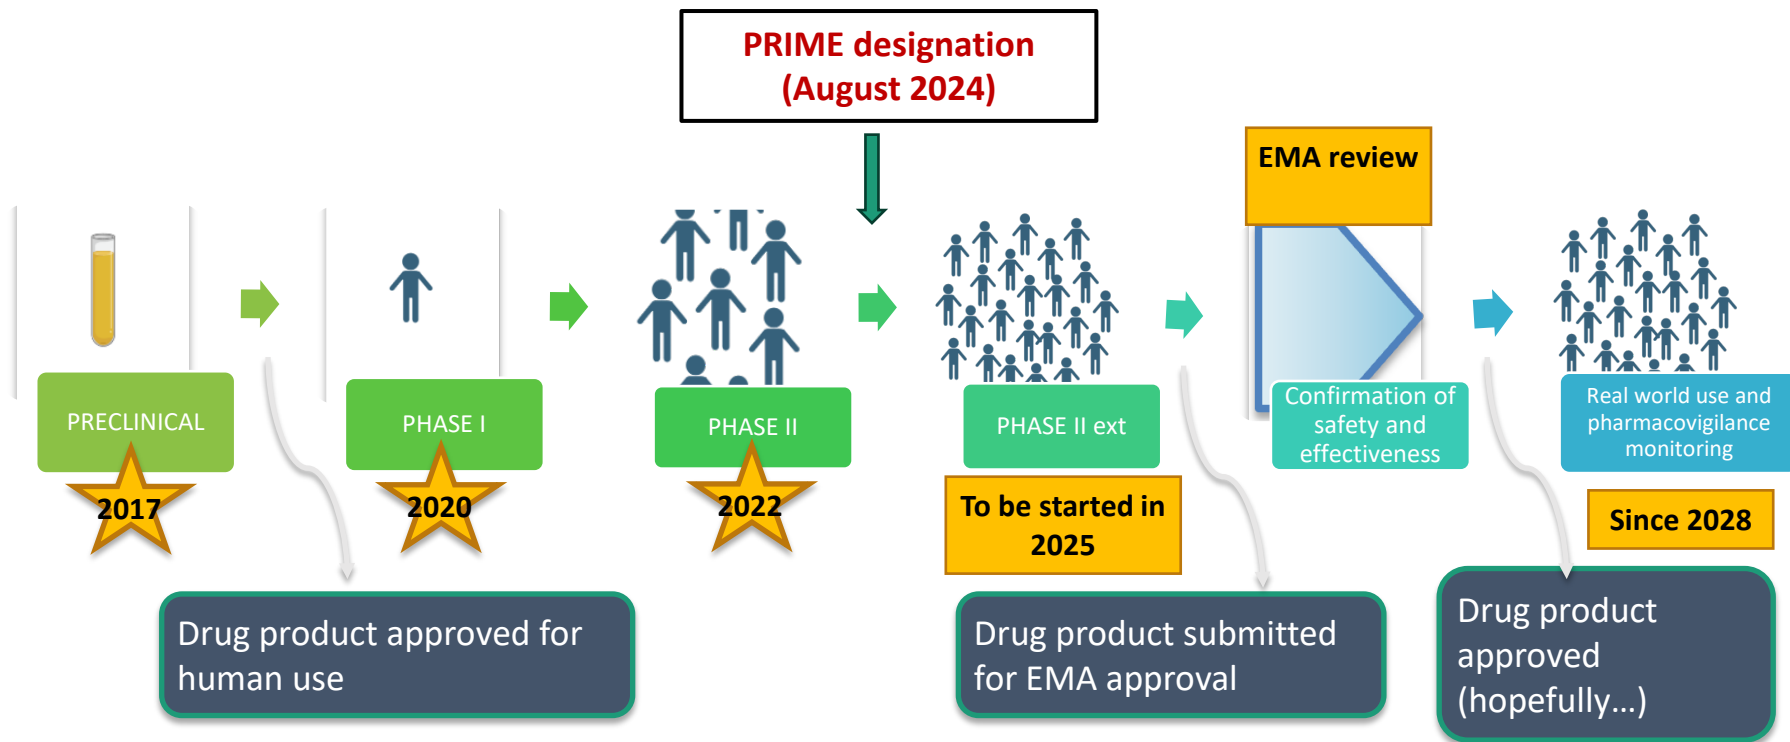 PRIME designation
(August 2024)
EMA review
PRECLINICAL
2017
PHASE I
2020
PHASE II
2022
PHASE II ext
To be started in
2025
Confirmation of
safety and
effectiveness
Real world use and
pharmacovigilance
monitoring
Since 2028
Drug product approved for
human use
Drug product submitted
for EMA approval
Drug product
approved
(hopefully...)